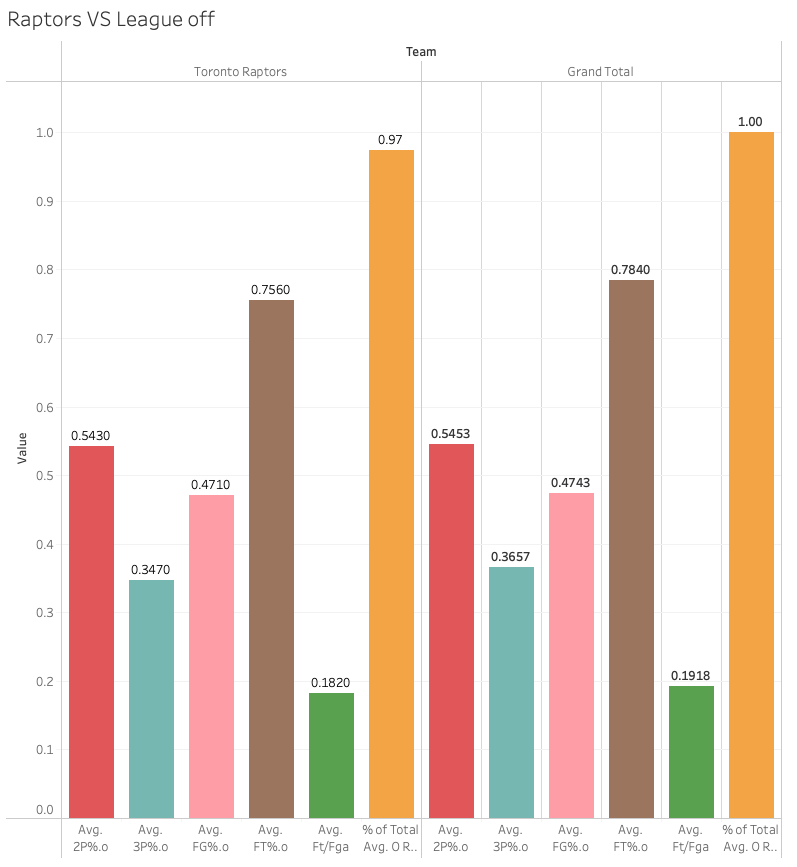 Raptors VS League off
Team
Toronto Raptors Grand Total
Value
1.0
0.9
0.8
0.7
0.6
0.5
0.4
0.3
0.2
0.1
0.0
0.5430
0.3470
0.4710
0.7560
0.1820
0.97
0.5453
0.3657
0.4743
0.7840
0.1918
1.00
Avg.
2P%.o
Avg.
3P%.o
Avg.
FG%.o
Avg.
FT%.o
Avg.
Ft/Fga
% of Total
Avg. O R..
Avg.
2P%.o
Avg.
3P%.o
Avg.
FG%.o
Avg.
FT%.o
Avg.
Ft/Fga
% of Total
Avg. O R..